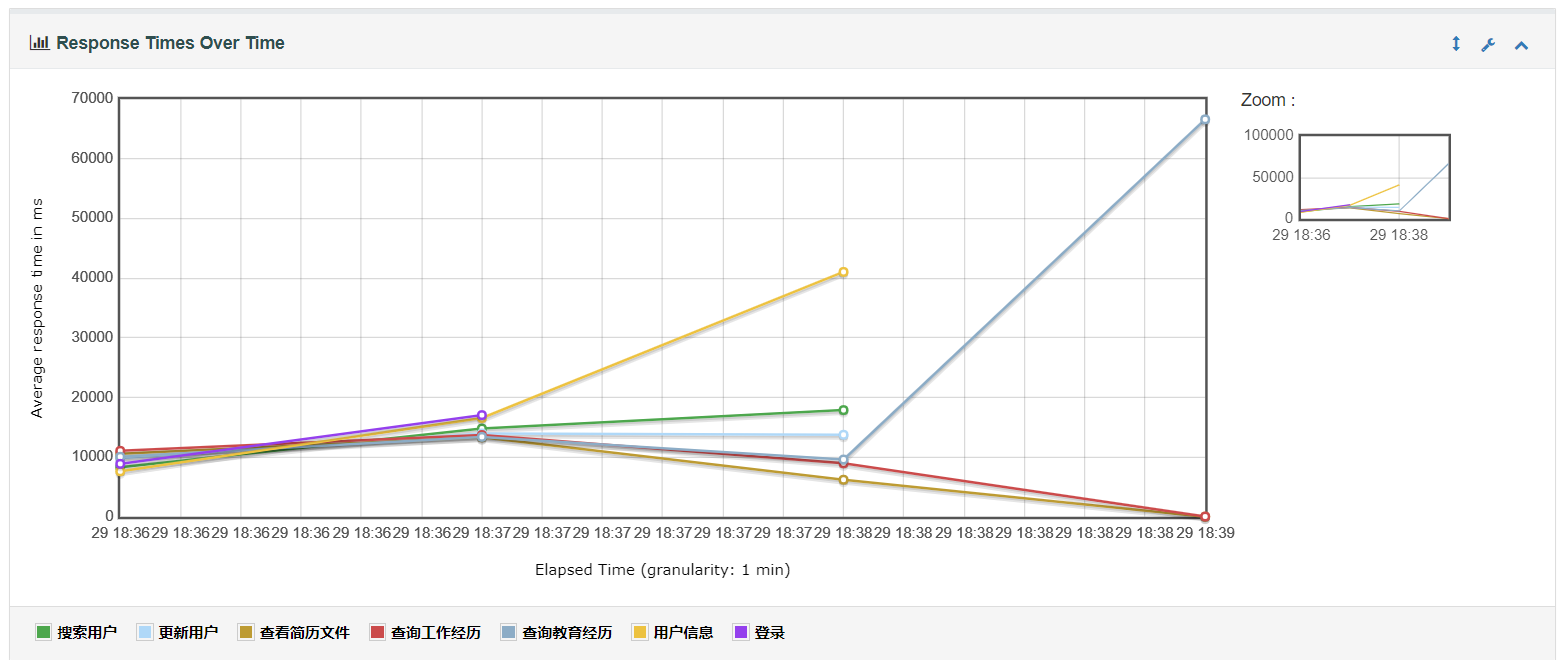 Response Times Over Time
Zoom :
70000
60000
50000
40000
30000
20000
10000
0
Average response time in ms
100000
50000
0
29 18:36 29 18:38
29 18:36 29 18:36 29 18:36 29 18:36 29 18:36 29 18:36 29 18:37 29 18:37 29 18:37 29 18:37 29 18:37 29 18:37 29 18:38 29 18:38 29 18:38 29 18:38 29 18:38 29 18:38 29 18:39
Elapsed Time (granularity: 1 min)
搜索用户 更新用户 查看简历文件 查询工作经历 查询教育经历 用户信息 登录